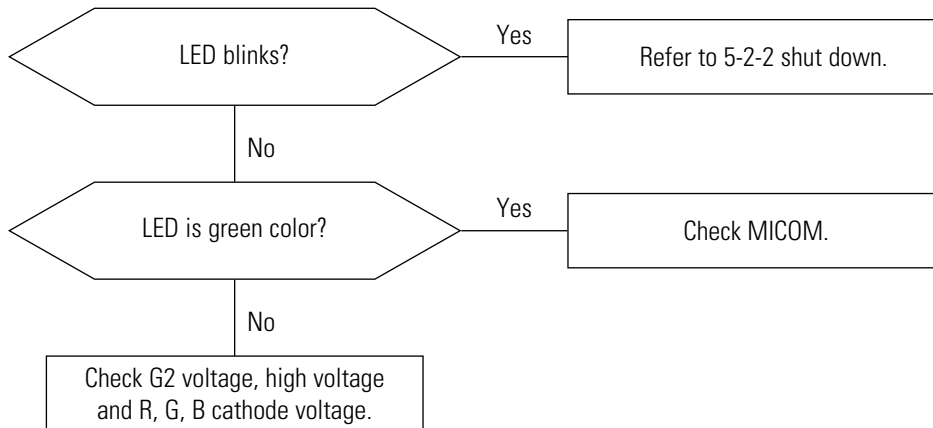 LED blinks?
Yes
Refer to 5-2-2 shut down.
No
LED is green color?
Yes
Check MICOM.
No
Check G2 voltage, high voltage
and R, G, B cathode voltage.